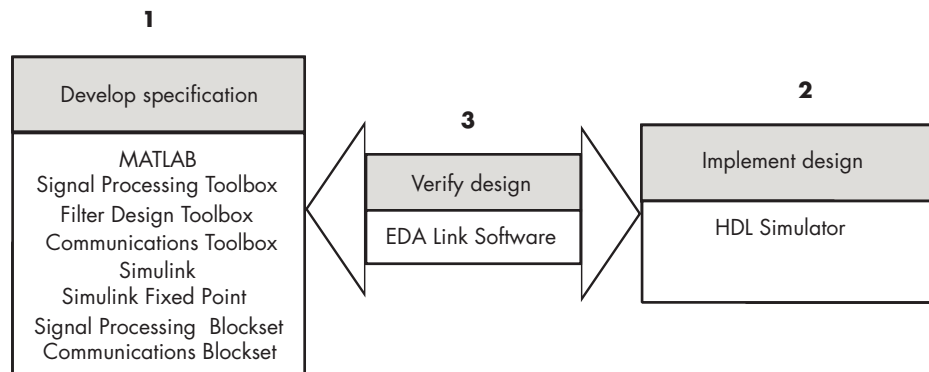 1
Develop specification
MATLAB
Signal Processing Toolbox
Filter Design Toolbox
Communications Toolbox
Simulink
Simulink Fixed Point
Signal Processing Blockset
Communications Blockset
3
Verify design
EDA Link Software
2
Implement design
HDL Simulator